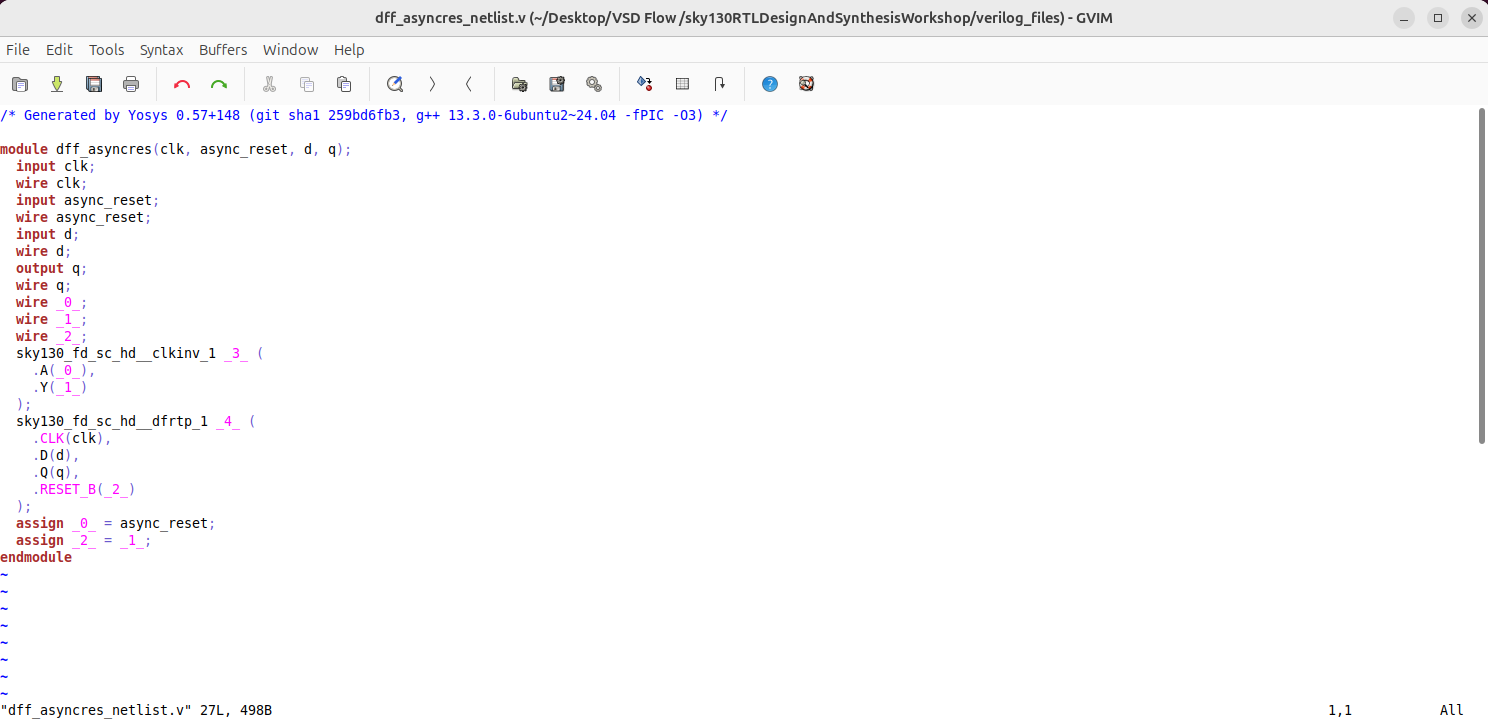 dff_asyncres_netlist.v (~/Desktop/VSD Flow /sky130RTLDesignAndSynthesisWorkshop/verilog_files) - GVIM
File Edit Tools Syntax Buffers Window Help
/* Generated by Yosys 0.57+148 (git sha1 259bd6fb3, g++ 13.3.0-6ubuntu2~24.04 -fPIC -O3) */
module dff_asyncres(clk, async_reset, d, q);
  input clk;
  wire clk;
  input async_reset;
  wire async_reset;
  input d;
  wire d;
  output q;
  wire q;
  wire _0_;
  wire _1_;
  wire _2_;
  sky130_fd_sc_hd__clkinv_1 _3_ (
    .A(_0_),
    .Y(_1_)
  );
  sky130_fd_sc_hd__dfrtp_1 _4_ (
    .CLK(clk),
    .D(d),
    .Q(q),
    .RESET_B(_2_)
  );
  assign _0_ = async_reset;
  assign _2_ = _1_;
endmodule
~
~
~
~
~
~
~
~
"dff_asyncres_netlist.v" 27L, 498B 1,1 All